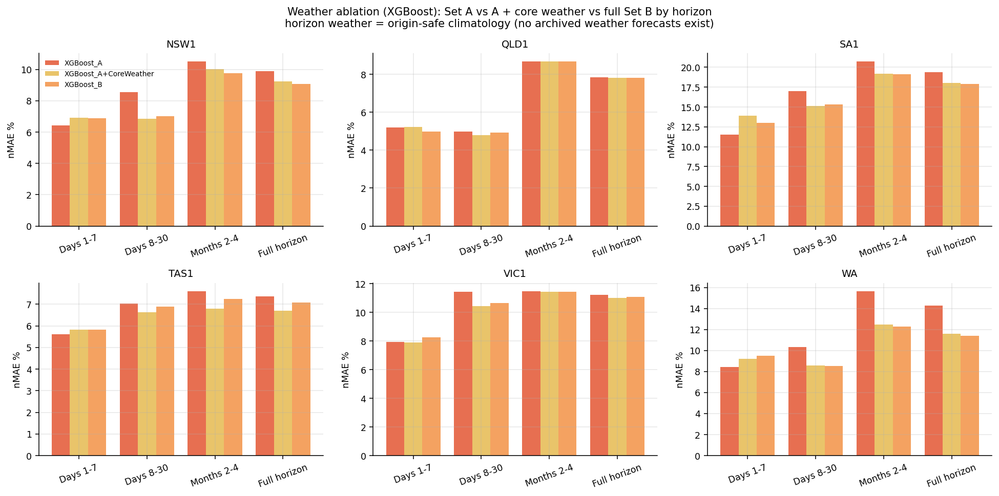 Weather ablation (XGBoost): Set A vs A + core weather vs full Set B by horizon
horizon weather = origin-safe climatology (no archived weather forecasts exist)
NSW1
XGBoost_A
XGBoost_A+CoreWeather
XGBoost_B
nMAE %
10
8
6
4
2
0
Days 1-7
Days 8-30
Months 2-4
Full horizon
QLD1
nMAE %
8
6
4
2
0
Days 1-7
Days 8-30
Months 2-4
Full horizon
SA1
nMAE %
20.0
17.5
15.0
12.5
10.0
7.5
5.0
2.5
0.0
Days 1-7
Days 8-30
Months 2-4
Full horizon
TAS1
nMAE %
7
6
5
4
3
2
1
0
Days 1-7
Days 8-30
Months 2-4
Full horizon
VIC1
nMAE %
12
10
8
6
4
2
0
Days 1-7
Days 8-30
Months 2-4
Full horizon
WA
nMAE %
16
14
12
10
8
6
4
2
0
Days 1-7
Days 8-30
Months 2-4
Full horizon